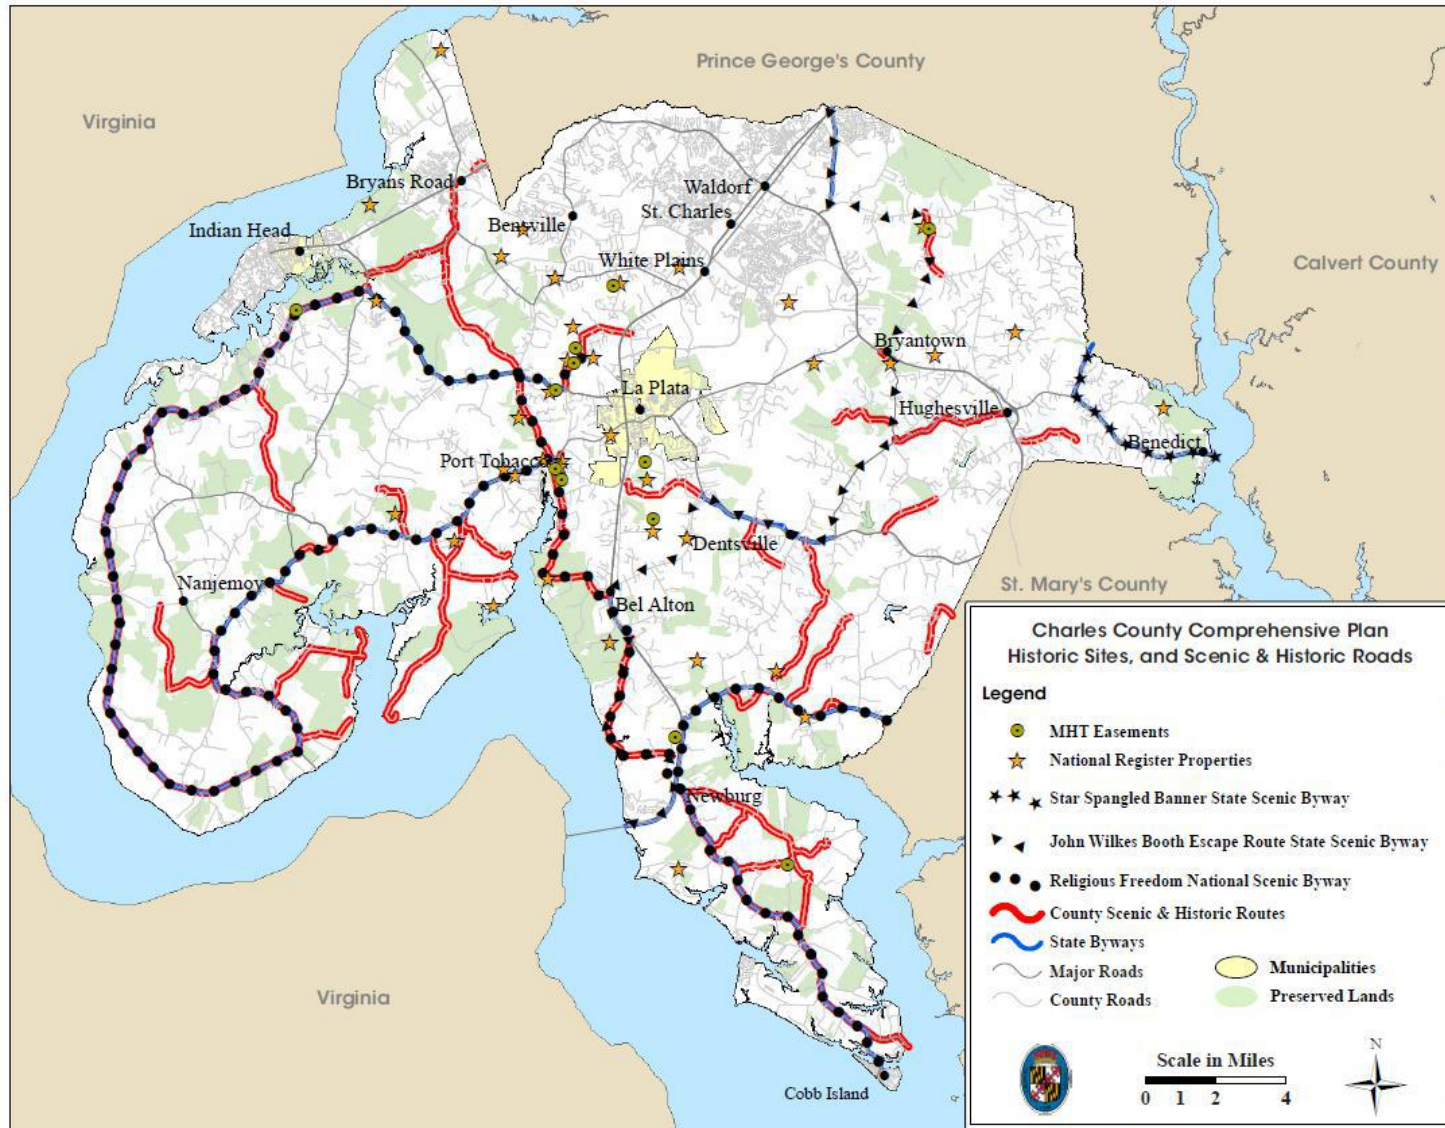 Prince George's County
Virginia
Bryans Road
Waldorf
St. Charles
Bentsville
Indian Head
White Plains
Calvert County
Bryantown
La Plata
Hughesville
Benedict
Port Tobacco
Dentsville
Nanjemoy
St. Mary's County
Bel Alton
Newburg
Virginia
Cobb Island
Charles County Comprehensive Plan
Historic Sites, and Scenic & Historic Roads
Legend
MHT Easements
National Register Properties
Star Spangled Banner State Scenic Byway
John Wilkes Booth Escape Route State Scenic Byway
Religious Freedom National Scenic Byway
County Scenic & Historic Routes
State Byways
Major Roads
County Roads
Municipalities
Preserved Lands
Scale in Miles
0 1 2 4
N